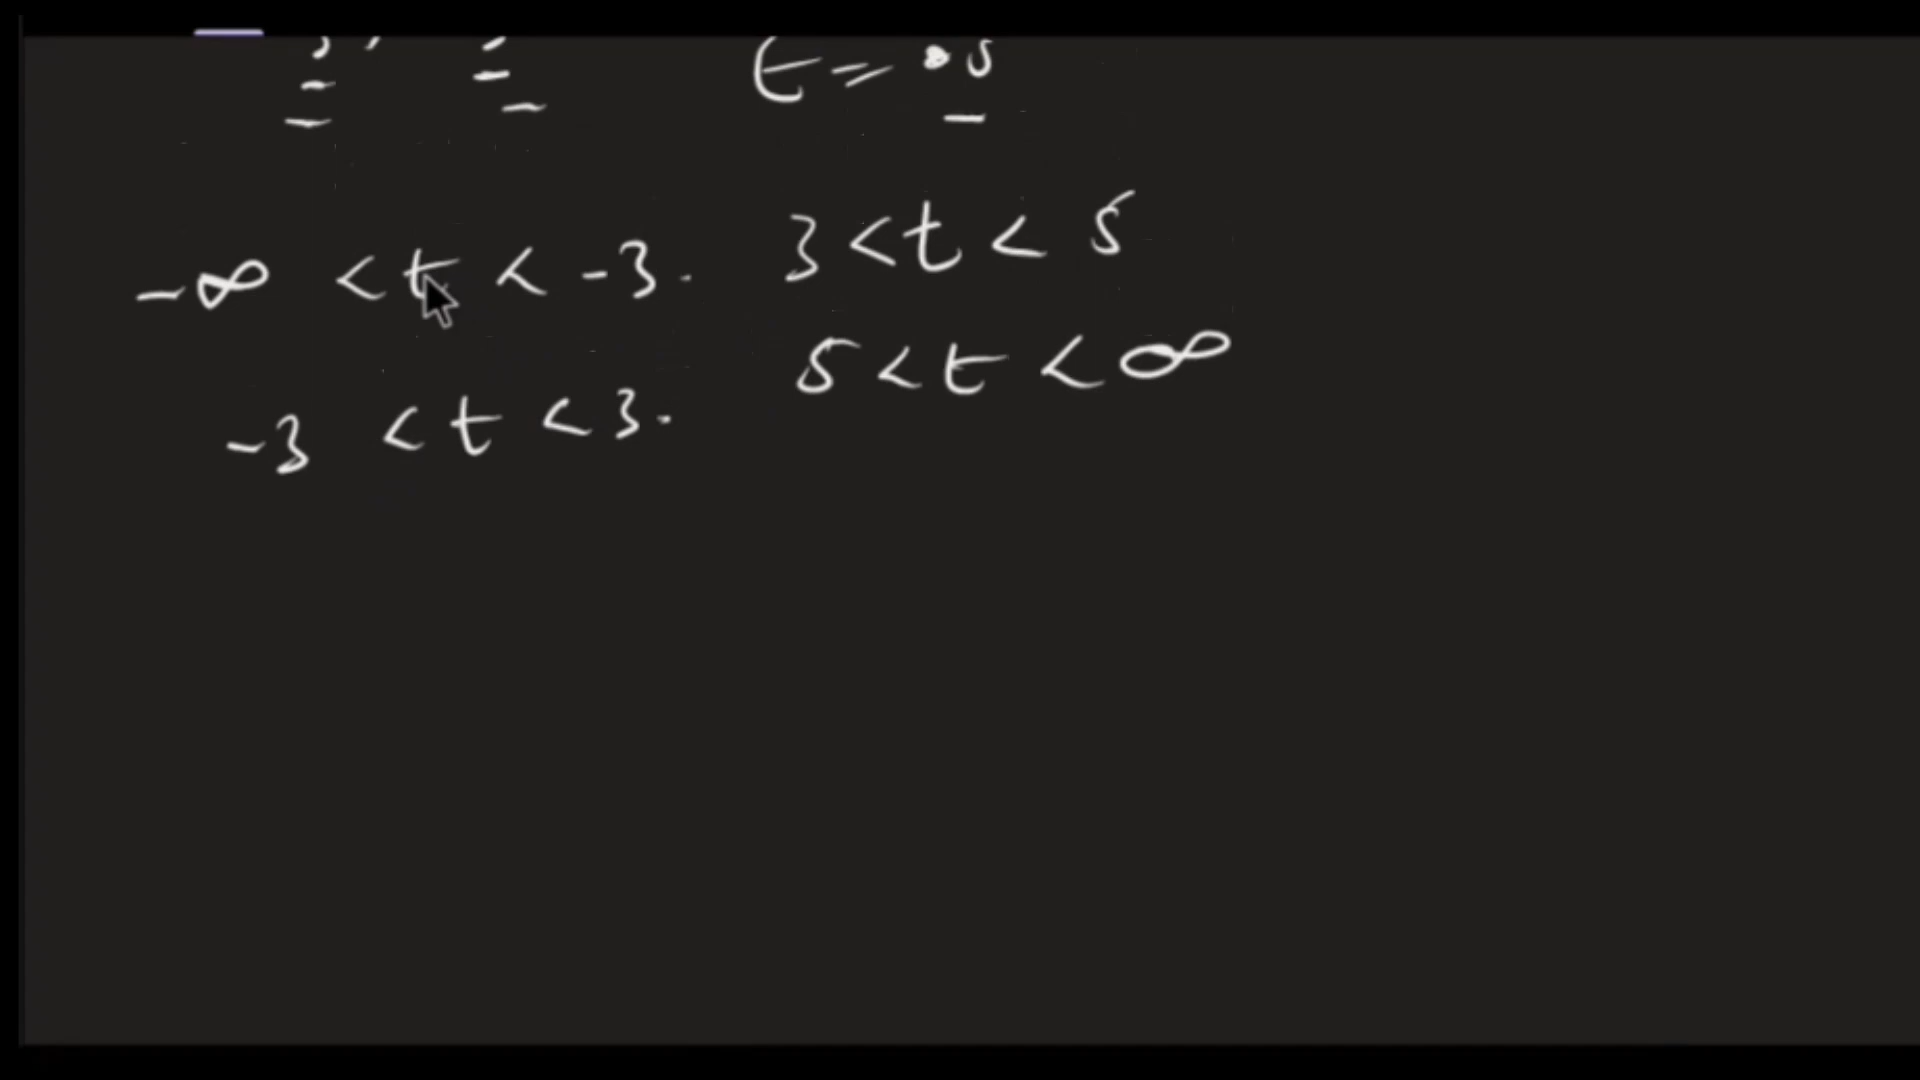 t = 5
-∞ < t < -3. 3 < t < 5
-3 < t < 3. 5 < t < ∞